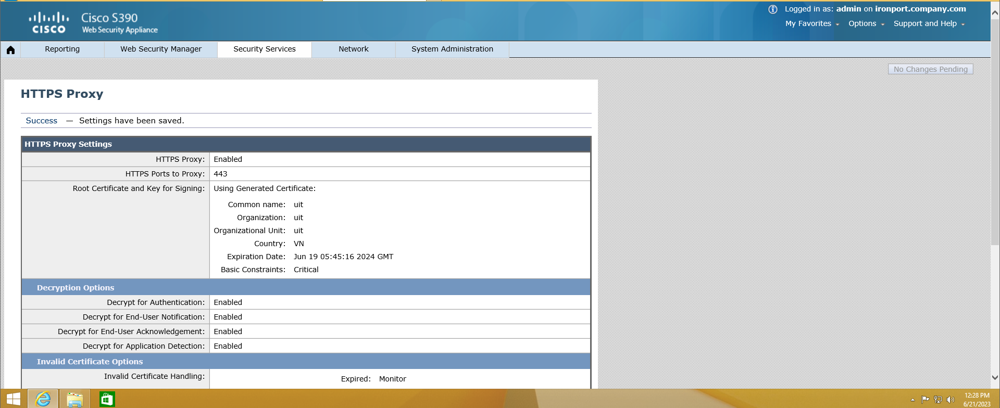 Logged in as: admin on ironport.company.com
My Favorites Options Support and Help
CISCO
Cisco S390
Web Security Appliance
Reporting Web Security Manager Security Services Network System Administration
No Changes Pending
HTTPS Proxy
Success — Settings have been saved.
HTTPS Proxy Settings
HTTPS Proxy: Enabled
HTTPS Ports to Proxy: 443
Root Certificate and Key for Signing: Using Generated Certificate:
Common name: uit
Organization: uit
Organizational Unit: uit
Country: VN
Expiration Date: Jun 19 05:45:16 2024 GMT
Basic Constraints: Critical
Decryption Options
Decrypt for Authentication: Enabled
Decrypt for End-User Notification: Enabled
Decrypt for End-User Acknowledgement: Enabled
Decrypt for Application Detection: Enabled
Invalid Certificate Options
Invalid Certificate Handling: Expired: Monitor
12:28 PM
6/21/2023